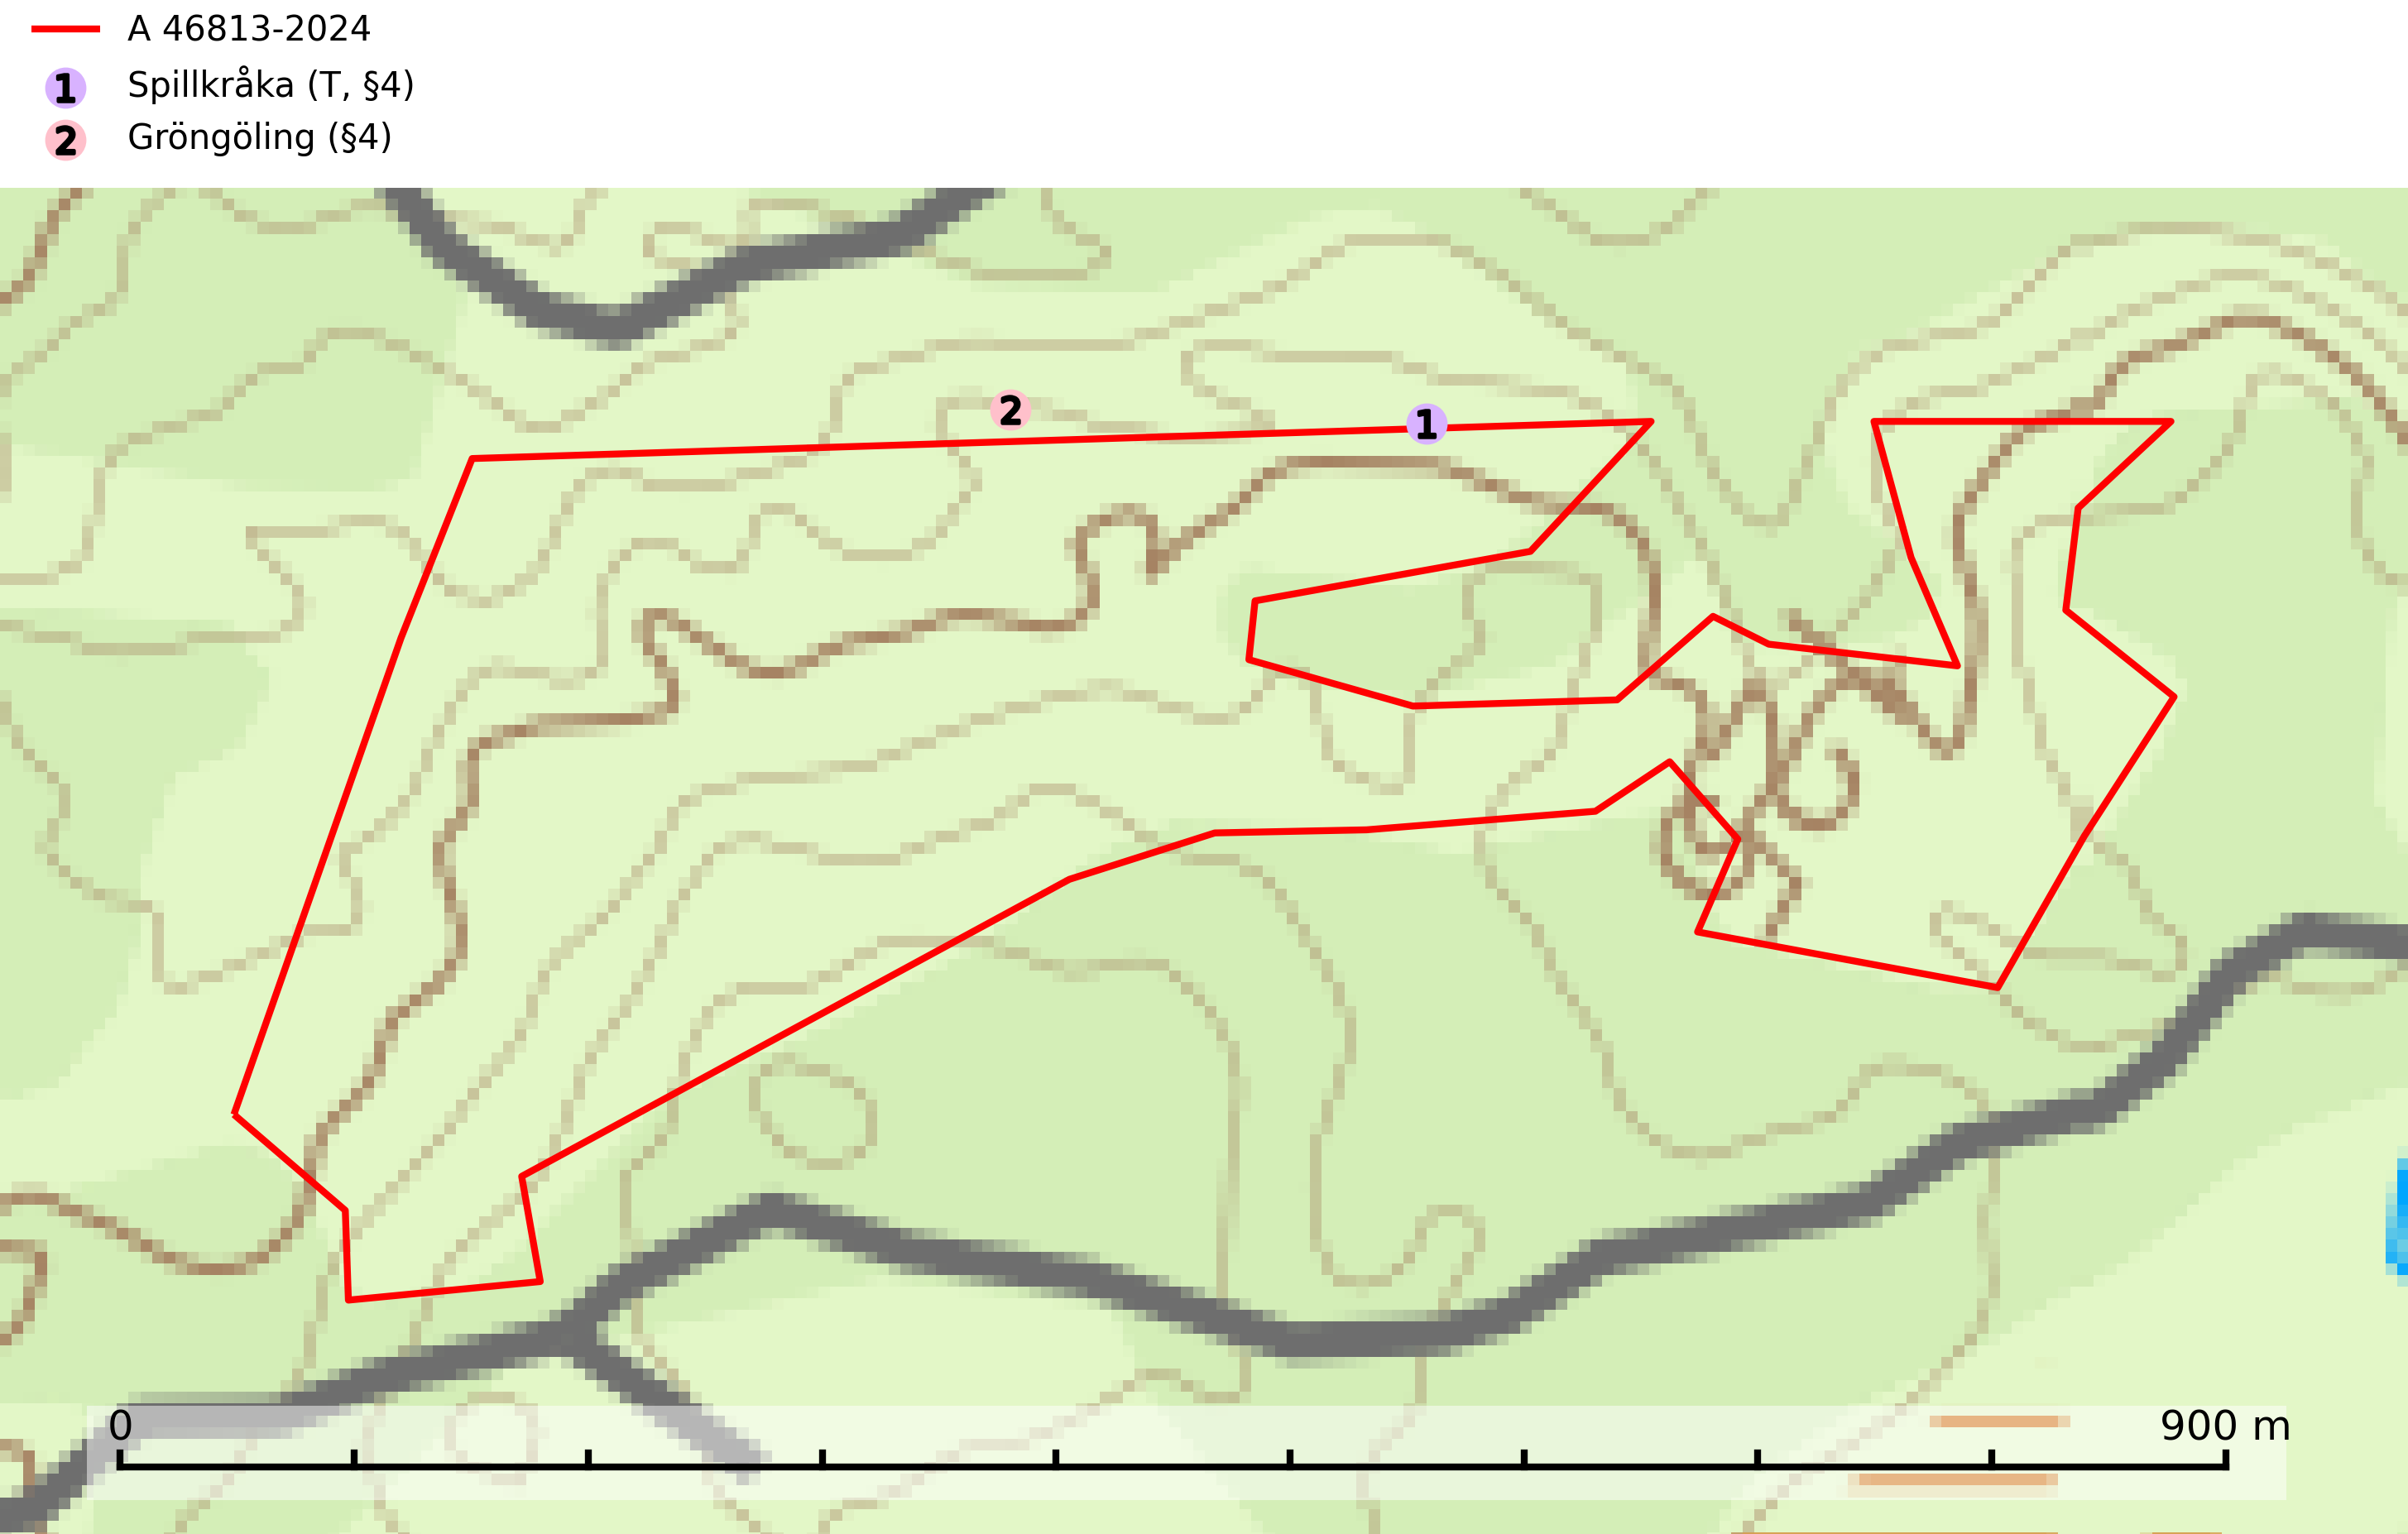 A 46813-2024
1 Spillkråka (T, §4)
2 Gröngöling (§4)
2
1
0 900 m